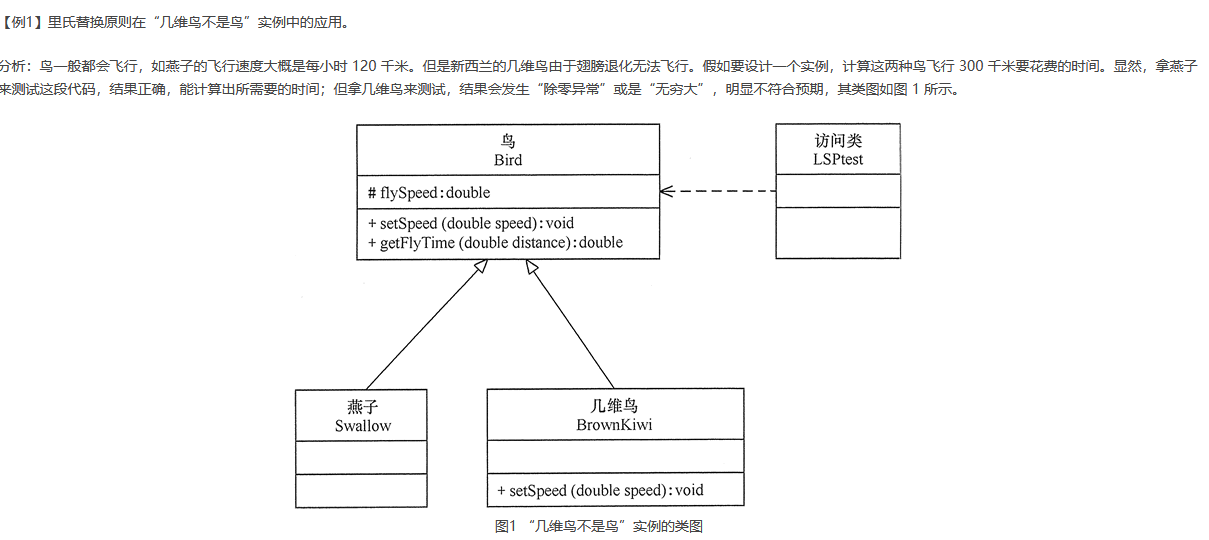 【例1】里氏替换原则在“几维鸟不是鸟”实例中的应用。
分析：鸟一般都会飞行，如燕子的飞行速度大概是每小时 120 千米。但是新西兰的几维鸟由于翅膀退化无法飞行。假如要设计一个实例，计算这两种鸟飞行 300 千米要花费的时间。显然，拿燕子
来测试这段代码，结果正确，能计算出所需要的时间；但拿几维鸟来测试，结果会发生“除零异常”或是“无穷大”，明显不符合预期，其类图如图 1 所示。
鸟
Bird
# flySpeed:double
+ setSpeed (double speed):void
+ getFlyTime (double distance):double
访问类
LSPtest
燕子
Swallow
几维鸟
BrownKiwi
+ setSpeed (double speed):void
图1 “几维鸟不是鸟”实例的类图